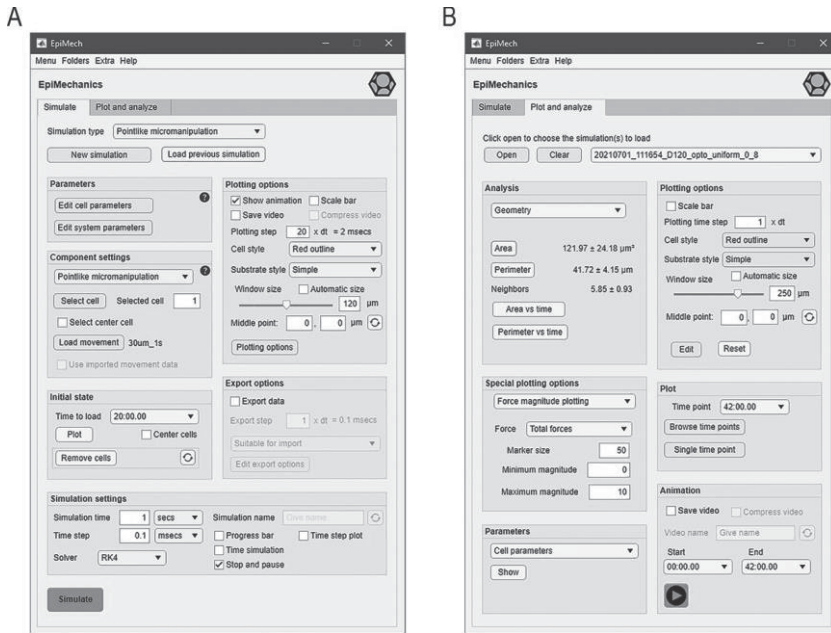 A
EpiMech
Menu Folders Extra Help
EpiMechanics
Simulate Plot and analyze
Simulation type Pointlike micromanipulation
New simulation Load previous simulation
Parameters
Edit cell parameters
Edit system parameters
Component settings
Pointlike micromanipulation
Select cell Selected cell 1
Select center cell
Load movement 30um_1s
Use imported movement data
Initial state
Time to load 20:00.00
Plot Center cells
Remove cells
Plotting options
Show animation Scale bar
Save video Compress video
Plotting step 20 x dt = 2 msecs
Cell style Red outline
Substrate style Simple
Window size Automatic size
120 µm
Middle point: 0 , 0 µm
Plotting options
Export options
Export data
Export step 1 x dt = 0.1 msecs
Suitable for import
Edit export options
Simulation settings
Simulation time 1 secs Simulation name Give name
Time step 0.1 msecs Progress bar Time step plot
Time simulation
Solver RK4 Stop and pause
Simulate
B
EpiMech
Menu Folders Extra Help
EpiMechanics
Simulate Plot and analyze
Click open to choose the simulation(s) to load
Open Clear 20210701_111654_D120_opto_uniform_0_8
Analysis
Geometry
Area 121.97 ± 24.18 µm²
Perimeter 41.72 ± 4.15 µm
Neighbors 5.85 ± 0.93
Area vs time
Perimeter vs time
Special plotting options
Force magnitude plotting
Force Total forces
Marker size 50
Minimum magnitude 0
Maximum magnitude 10
Parameters
Cell parameters
Show
Plotting options
Scale bar
Plotting time step 1 x dt
Cell style Red outline
Substrate style Simple
Window size Automatic size
250 µm
Middle point: 0 , 0 µm
Edit Reset
Plot
Time point 42:00.00
Browse time points
Single time point
Animation
Save video Compress video
Video name Give name
Start End
00:00.00 42:00.00